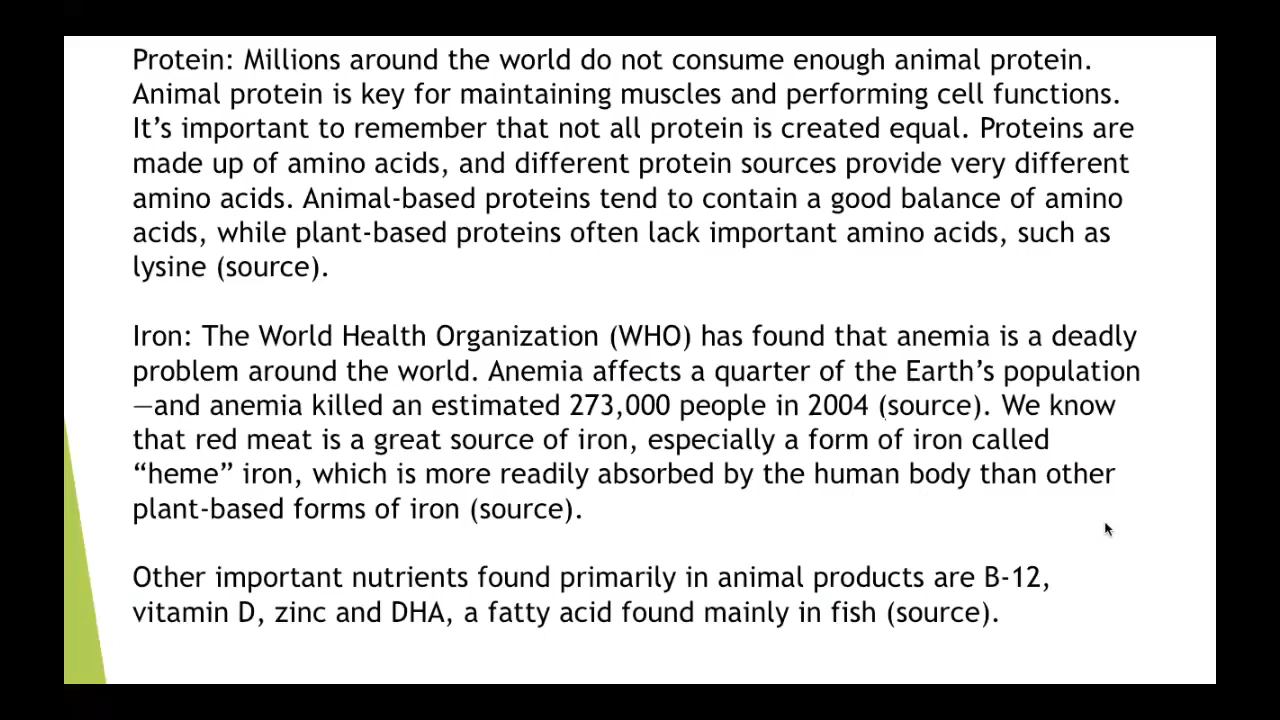 Protein: Millions around the world do not consume enough animal protein.
Animal protein is key for maintaining muscles and performing cell functions.
It’s important to remember that not all protein is created equal. Proteins are
made up of amino acids, and different protein sources provide very different
amino acids. Animal-based proteins tend to contain a good balance of amino
acids, while plant-based proteins often lack important amino acids, such as
lysine (source).
Iron: The World Health Organization (WHO) has found that anemia is a deadly
problem around the world. Anemia affects a quarter of the Earth’s population
—and anemia killed an estimated 273,000 people in 2004 (source). We know
that red meat is a great source of iron, especially a form of iron called
“heme” iron, which is more readily absorbed by the human body than other
plant-based forms of iron (source).
Other important nutrients found primarily in animal products are B-12,
vitamin D, zinc and DHA, a fatty acid found mainly in fish (source).